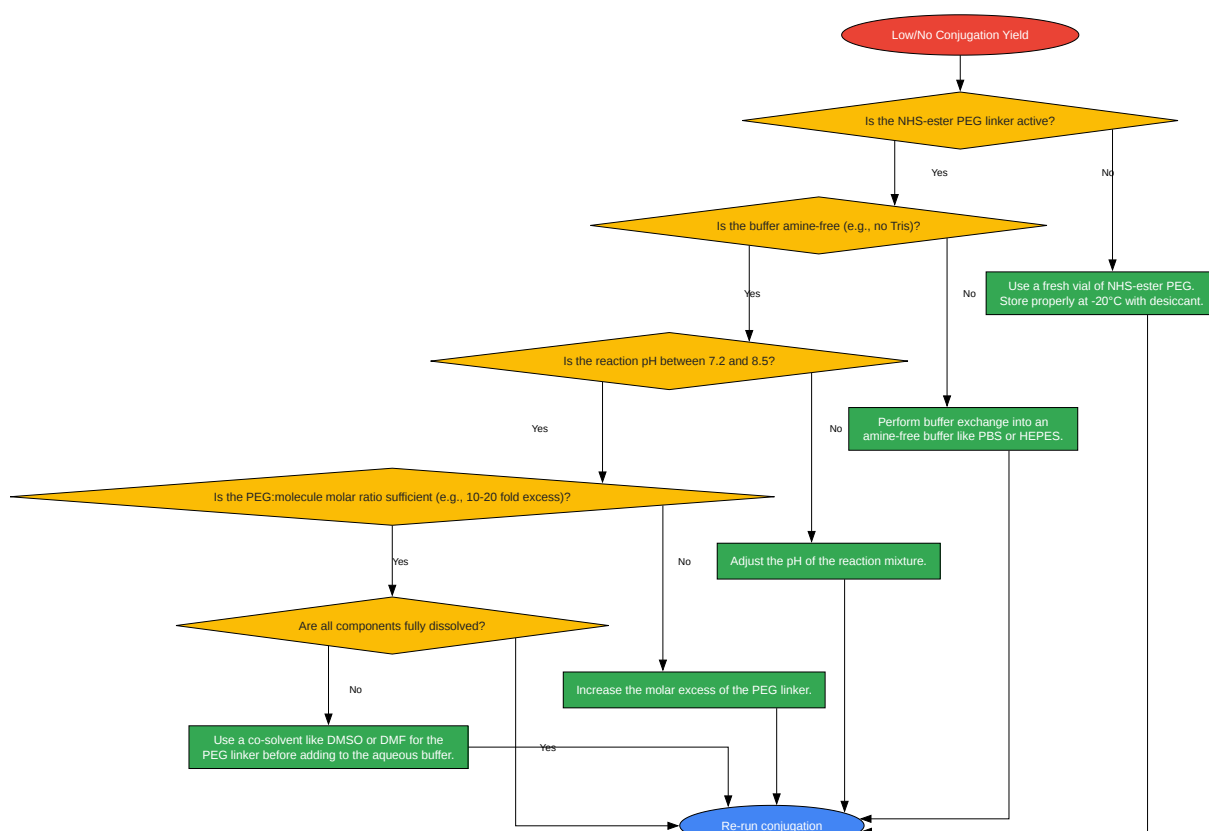 Low/No Conjugation Yield
Is the NHS-ester PEG linker active?
Yes
No
Is the buffer amine-free (e.g., no Tris)?
Yes
No
Use a fresh vial of NHS-ester PEG.
Store properly at -20°C with desiccant.
Is the reaction pH between 7.2 and 8.5?
Yes
No
Perform buffer exchange into an
amine-free buffer like PBS or HEPES.
Is the PEG:molecule molar ratio sufficient (e.g., 10-20 fold excess)?
Yes
No
Adjust the pH of the reaction mixture.
Are all components fully dissolved?
No
Increase the molar excess of the PEG linker.
Use a co-solvent like DMSO or DMF for the
PEG linker before adding to the aqueous buffer.
Yes
Re-run conjugation